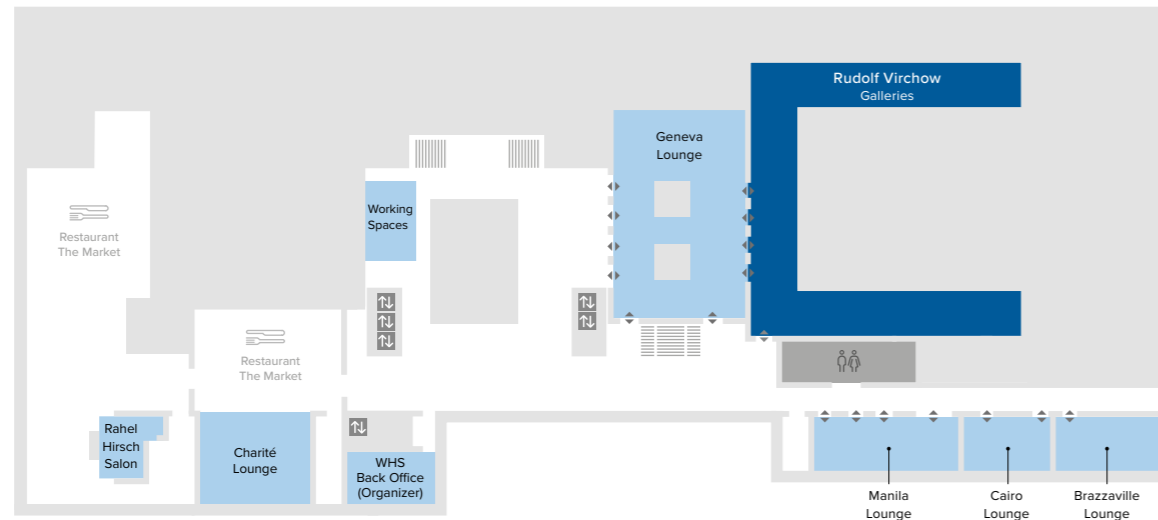 Rudolf Virchow
Galleries
Geneva
Lounge
Working
Spaces
Restaurant
The Market
Restaurant
The Market
Rahel
Hirsch
Salon
Charité
Lounge
WHS
Back Office
(Organizer)
Manila
Lounge
Cairo
Lounge
Brazzaville
Lounge